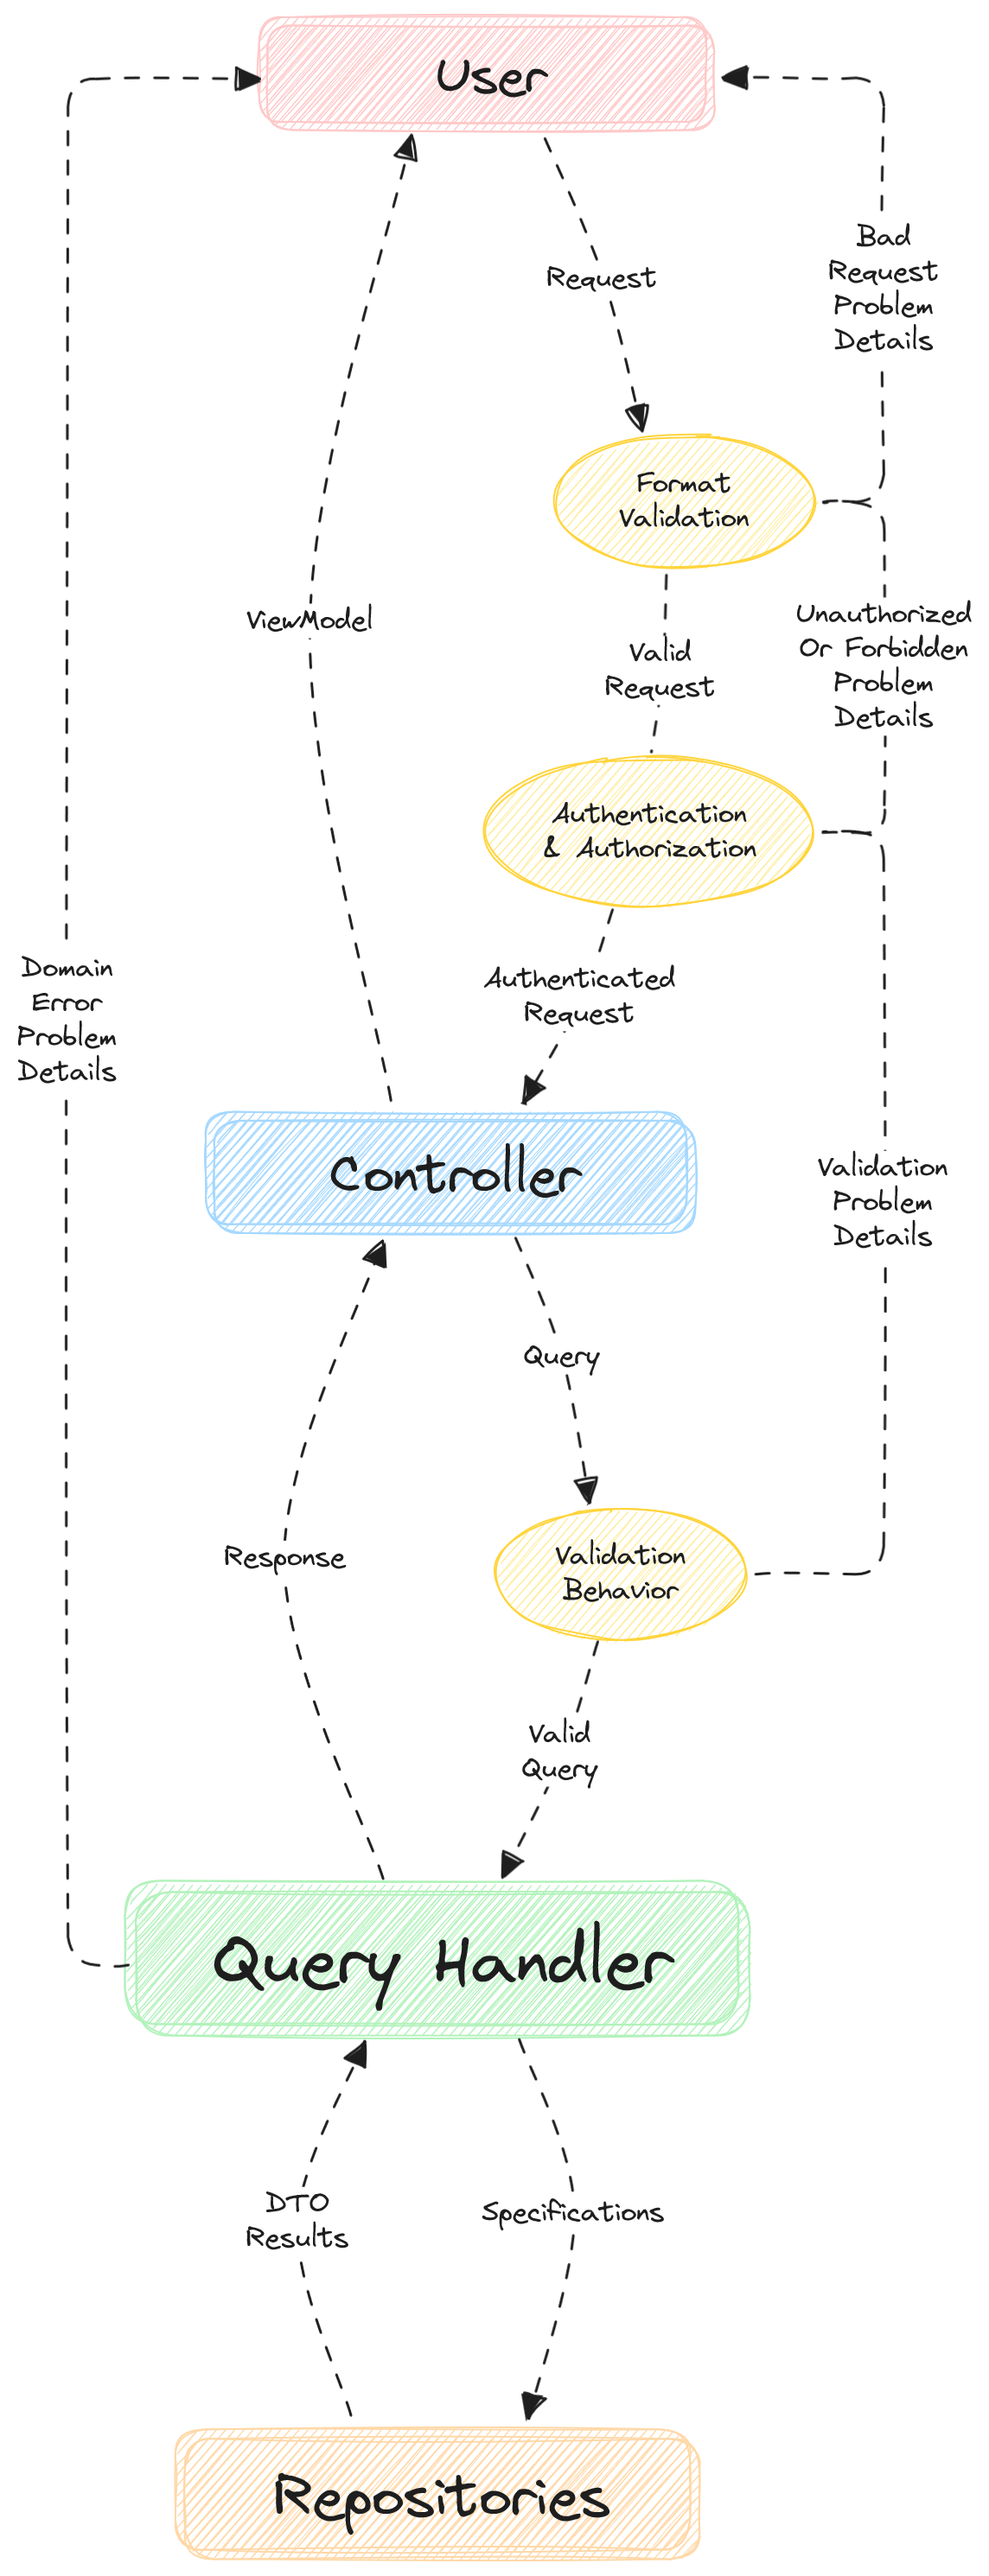 User
Request
Bad
Request
Problem
Details
Format
Validation
ViewModel
Valid
Request
Unauthorized
Or Forbidden
Problem
Details
Authentication
& Authorization
Domain
Error
Problem
Details
Authenticated
Request
Controller
Validation
Problem
Details
Query
Response
Validation
Behavior
Valid
Query
Query Handler
DTO
Results
Specifications
Repositories